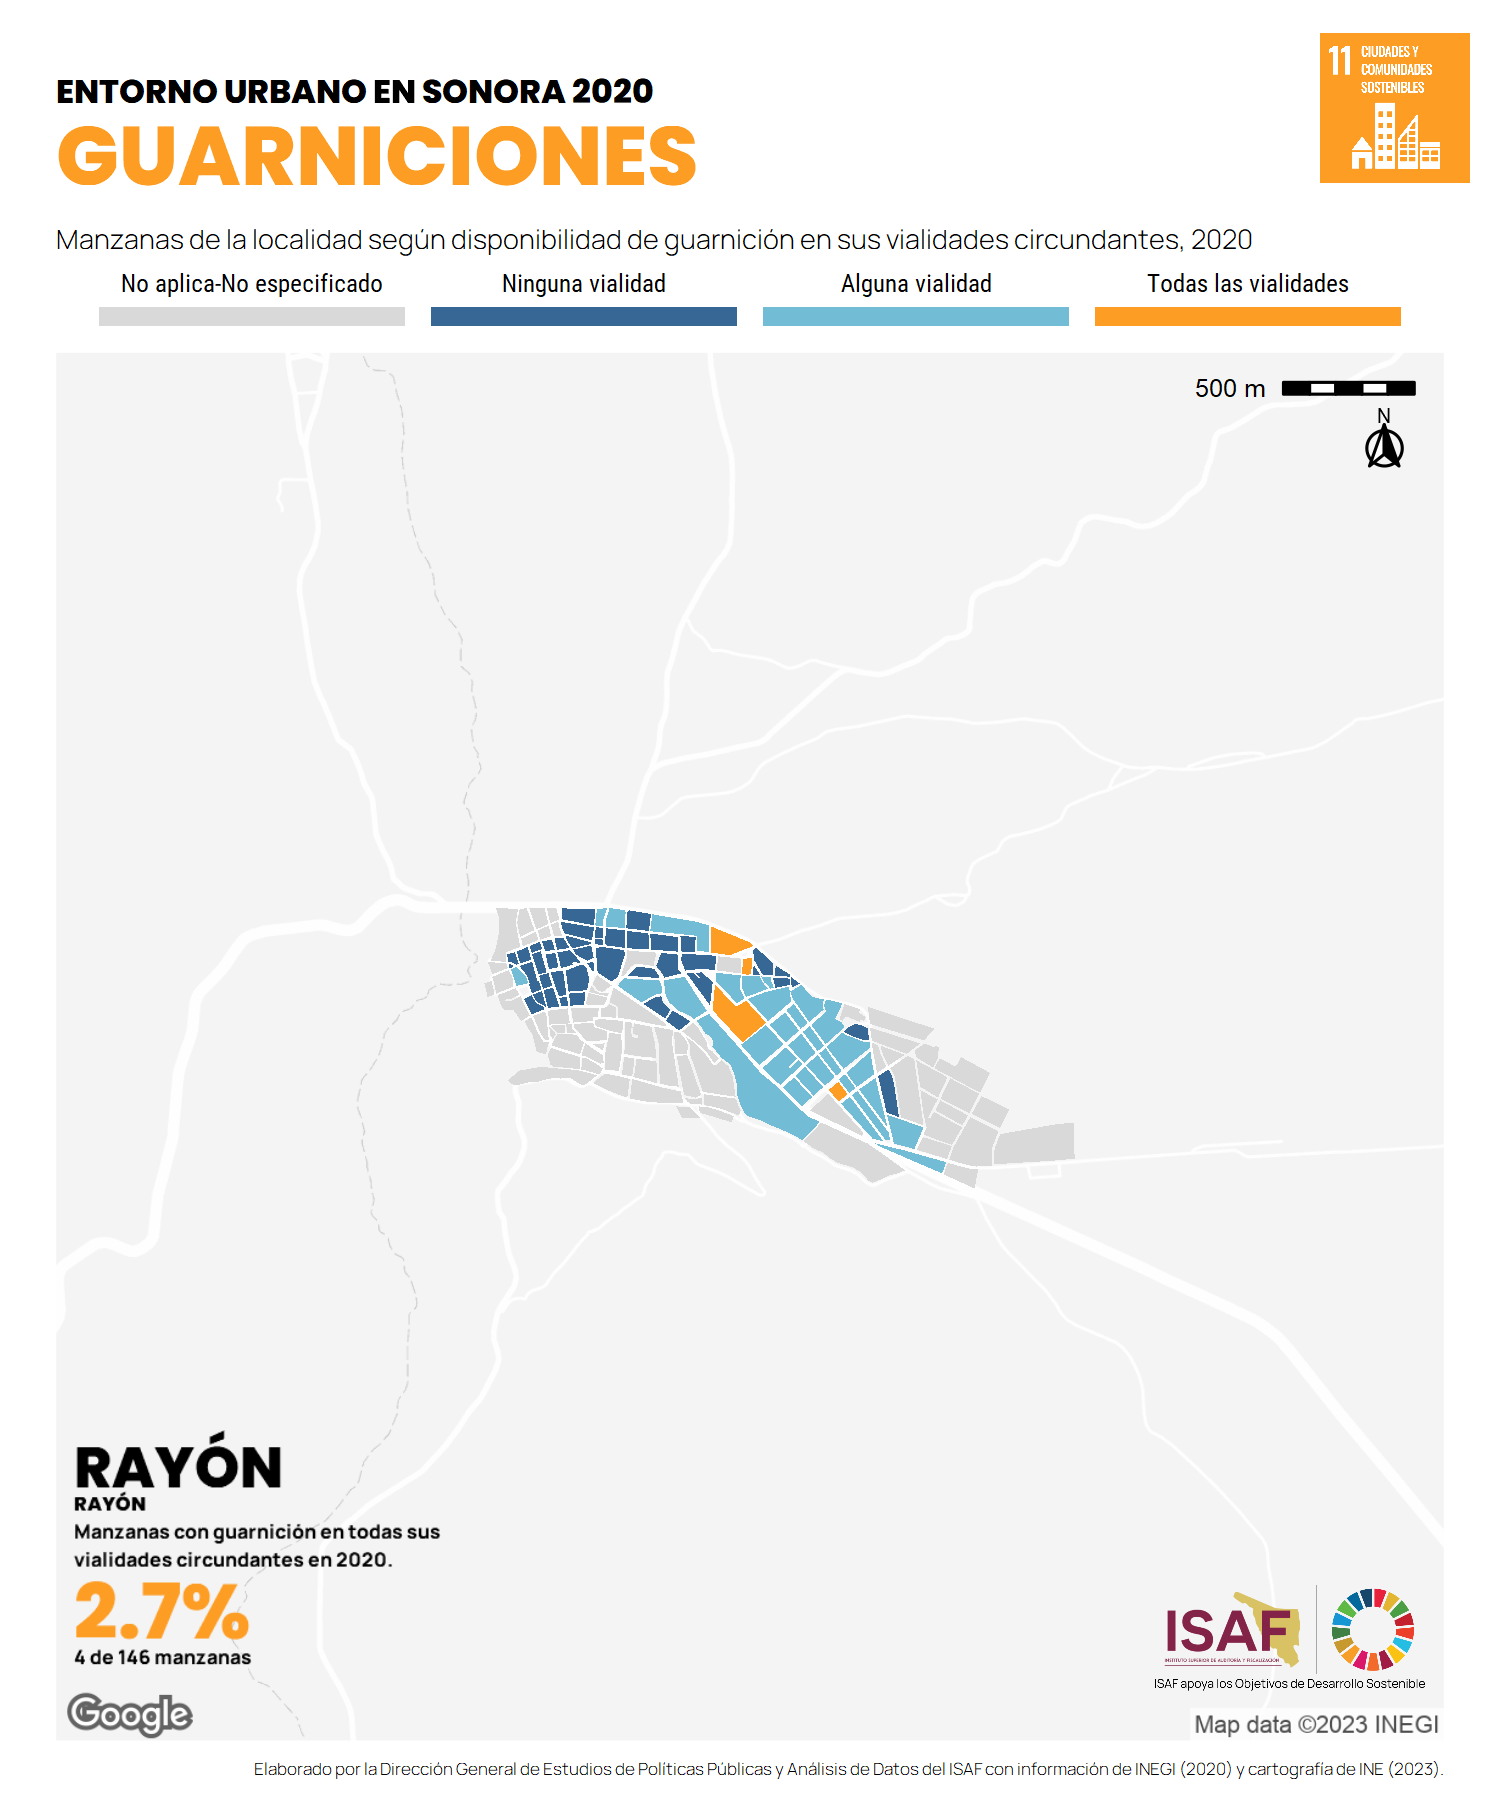 ENTORNO URBANO EN SONORA 2020
GUARNICIONES
11 CIUDADES Y
COMUNIDADES
SOSTENIBLES
Manzanas de la localidad según disponibilidad de guarnición en sus vialidades circundantes, 2020
No aplica-No especificado Ninguna vialidad Alguna vialidad Todas las vialidades
500 m
N
RAYÓN
RAYÓN
Manzanas con guarnición en todas sus
vialidades circundantes en 2020.
2.7%
4 de 146 manzanas
Google
ISAF
INSTITUTO SUPERIOR DE AUDITORÍA Y FISCALIZACIÓN
ISAF apoya los Objetivos de Desarrollo Sostenible
Map data ©2023 INEGI
Elaborado por la Dirección General de Estudios de Políticas Públicas y Análisis de Datos del ISAF con información de INEGI (2020) y cartografía de INE (2023).